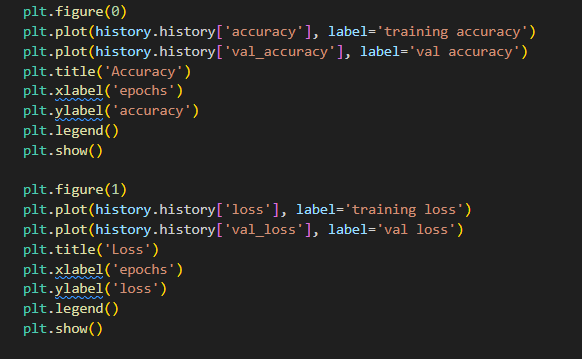 plt.figure(0)
plt.plot(history.history['accuracy'], label='training accuracy')
plt.plot(history.history['val_accuracy'], label='val accuracy')
plt.title('Accuracy')
plt.xlabel('epochs')
plt.ylabel('accuracy')
plt.legend()
plt.show()

plt.figure(1)
plt.plot(history.history['loss'], label='training loss')
plt.plot(history.history['val_loss'], label='val loss')
plt.title('Loss')
plt.xlabel('epochs')
plt.ylabel('loss')
plt.legend()
plt.show()